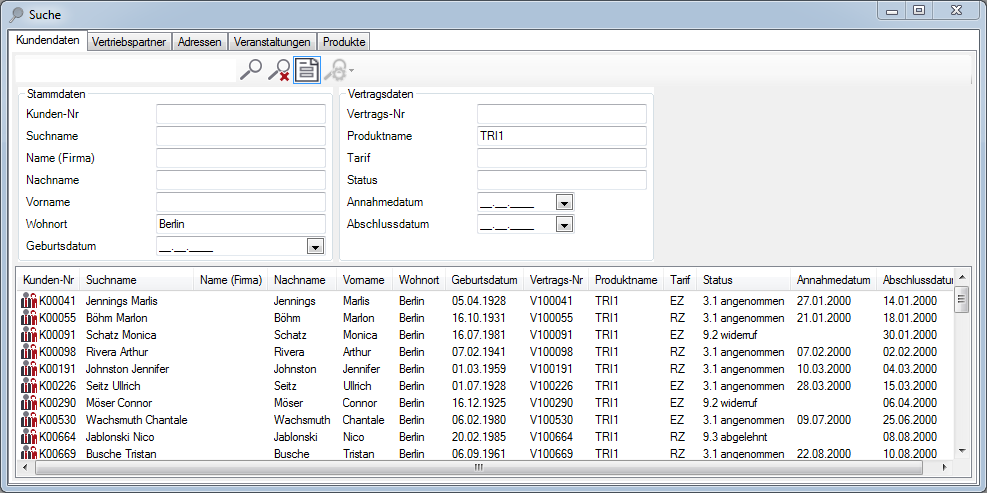 Suche
Kundendaten Vertriebspartner Adressen Veranstaltungen Produkte
Stammdaten Vertragsdaten
Kunden-Nr Vertrags-Nr
Suchname Produktname TRI1
Name (Firma) Tarif
Nachname Status
Vorname Annahmedatum __.__.____
Wohnort Berlin Abschlussdatum __.__.____
Geburtsdatum __.__.____
Kunden-Nr Suchname Name (Firma) Nachname Vorname Wohnort Geburtsdatum Vertrags-Nr Produktname Tarif Status Annahmedatum Abschlussdatu
K00041 Jennings Marlis Jennings Marlis Berlin 05.04.1928 V100041 TRI1 EZ 3.1 angenommen 27.01.2000 14.01.2000
K00055 Böhm Marlon Böhm Marlon Berlin 16.10.1931 V100055 TRI1 RZ 3.1 angenommen 21.01.2000 18.01.2000
K00091 Schatz Monica Schatz Monica Berlin 16.07.1981 V100091 TRI1 EZ 9.2 widerruf 30.01.2000
K00098 Rivera Arthur Rivera Arthur Berlin 07.02.1941 V100098 TRI1 RZ 3.1 angenommen 07.02.2000 02.02.2000
K00191 Johnston Jennifer Johnston Jennifer Berlin 01.03.1959 V100191 TRI1 RZ 3.1 angenommen 10.03.2000 04.03.2000
K00226 Seitz Ullrich Seitz Ullrich Berlin 01.07.1928 V100226 TRI1 EZ 3.1 angenommen 28.03.2000 15.03.2000
K00290 Möser Connor Möser Connor Berlin 16.12.1925 V100290 TRI1 EZ 9.2 widerruf 06.04.2000
K00530 Wachsmuth Chantale Wachsmuth Chantale Berlin 06.02.1980 V100530 TRI1 EZ 3.1 angenommen 09.07.2000 25.06.2000
K00664 Jablonski Nico Jablonski Nico Berlin 20.02.1985 V100664 TRI1 RZ 9.3 abgelehnt 08.08.2000
K00669 Busche Tristan Busche Tristan Berlin 06.09.1961 V100669 TRI1 RZ 3.1 angenommen 22.08.2000 10.08.2000